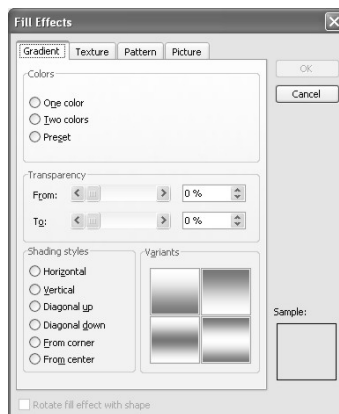 Fill Effects
Gradient Texture Pattern Picture
OK
Cancel
Colors
One color
Two colors
Preset
Transparency
From: 0 %
To: 0 %
Shading styles
Horizontal
Vertical
Diagonal up
Diagonal down
From corner
From center
Variants
Sample:
Rotate fill effect with shape